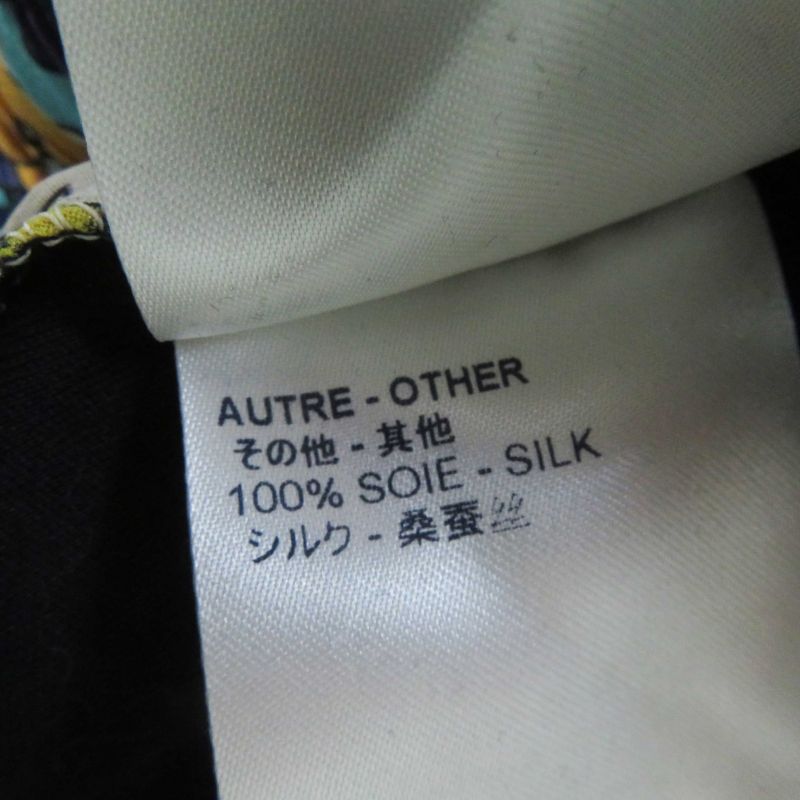 AUTRE - OTHER
その他 - 其他
100% SOIE - SILK
シルク - 桑蚕丝